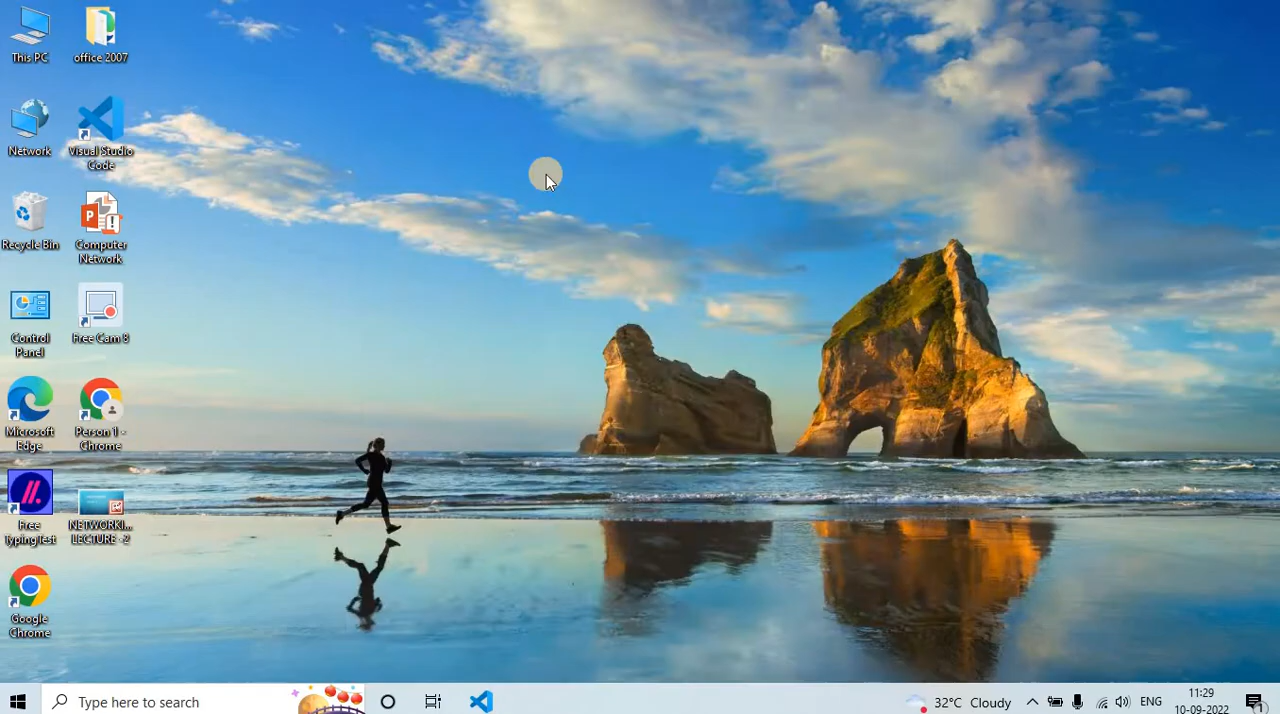 This PC
office 2007
Network
Visual Studio
Code
Recycle Bin
Computer
Network
Control
Panel
Free Cam 8
Microsoft
Edge
Person 1 -
Chrome
Free
TypingTest
NETWORKI...
LECTURE -2
Google
Chrome
Type here to search
32°C Cloudy
ENG
11:29
10-09-2022
1